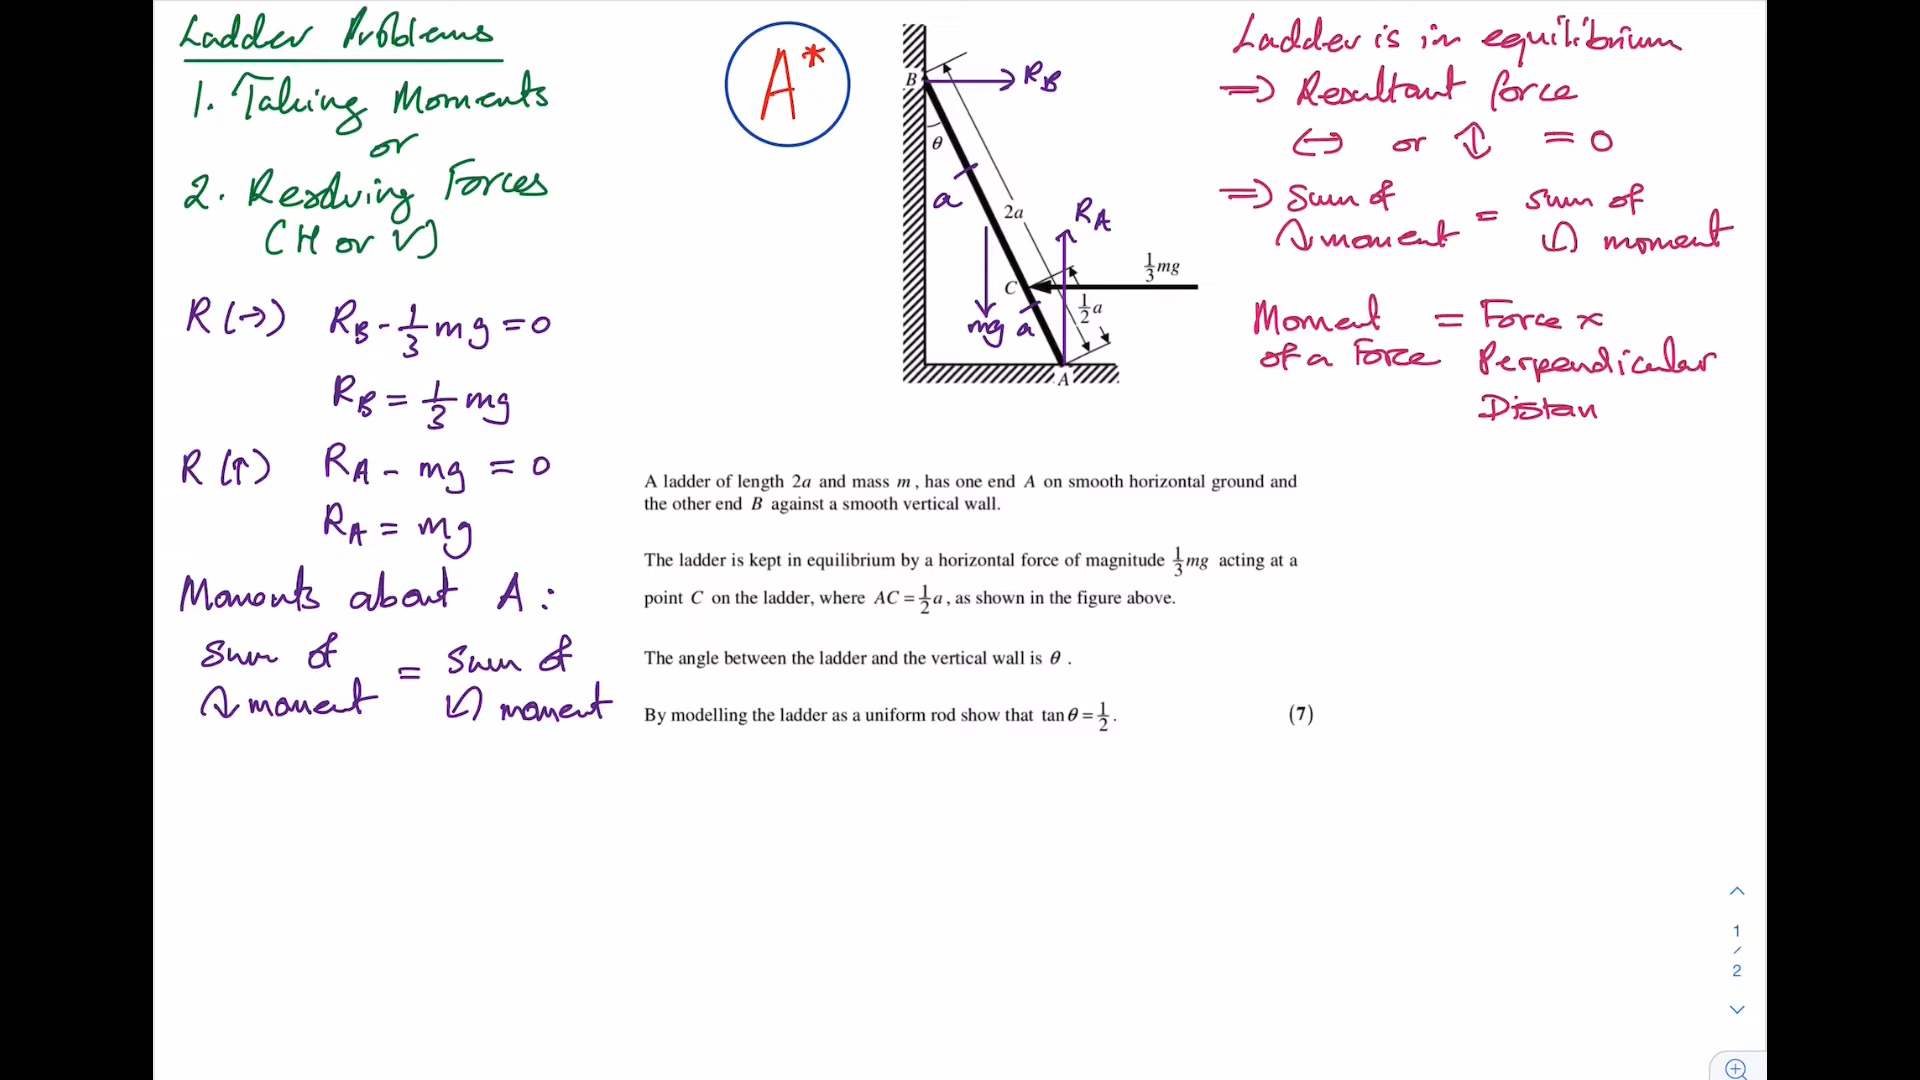 Ladder Problems
1. Taking Moments
or
2. Resolving Forces
(H or V)
R(→) R_B - 1/3 mg = 0
R_B = 1/3 mg
R(↑) R_A - mg = 0
R_A = mg
Moments about A:
Sum of ↷ moment = Sum of ↶ moment
A*
B
R_B
θ
a
2a
R_A
1/3 mg
C
1/2 a
mg
a
A
A ladder of length 2a and mass m, has one end A on smooth horizontal ground and
the other end B against a smooth vertical wall.
The ladder is kept in equilibrium by a horizontal force of magnitude 1/3 mg acting at a
point C on the ladder, where AC = 1/2 a, as shown in the figure above.
The angle between the ladder and the vertical wall is θ.
By modelling the ladder as a uniform rod show that tan θ = 1/2. (7)
Ladder is in equilibrium
⇒ Resultant force
↔ or ↕ = 0
⇒ Sum of ↷ moment = sum of ↶ moment
Moment of a Force = Force ×
Perpendicular
Distan
1
/
2